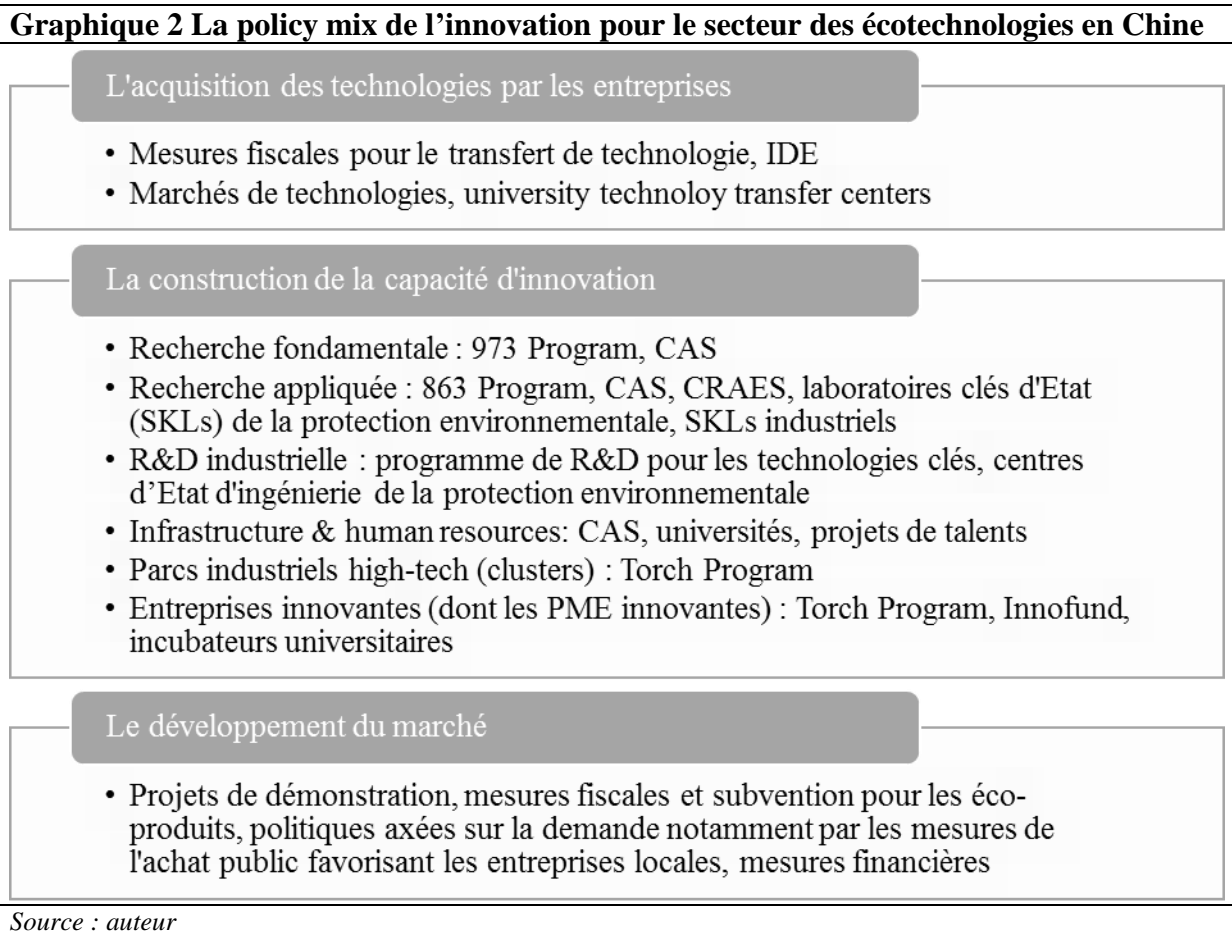 Graphique 2 La policy mix de l’innovation pour le secteur des écotechnologies en Chine
L'acquisition des technologies par les entreprises
• Mesures fiscales pour le transfert de technologie, IDE
• Marchés de technologies, university technoloy transfer centers
La construction de la capacité d'innovation
• Recherche fondamentale : 973 Program, CAS
• Recherche appliquée : 863 Program, CAS, CRAES, laboratoires clés d'Etat
(SKLs) de la protection environnementale, SKLs industriels
• R&D industrielle : programme de R&D pour les technologies clés, centres
d’Etat d'ingénierie de la protection environnementale
• Infrastructure & human resources: CAS, universités, projets de talents
• Parcs industriels high-tech (clusters) : Torch Program
• Entreprises innovantes (dont les PME innovantes) : Torch Program, Innofund,
incubateurs universitaires
Le développement du marché
• Projets de démonstration, mesures fiscales et subvention pour les éco-
produits, politiques axées sur la demande notamment par les mesures de
l'achat public favorisant les entreprises locales, mesures financières
Source : auteur